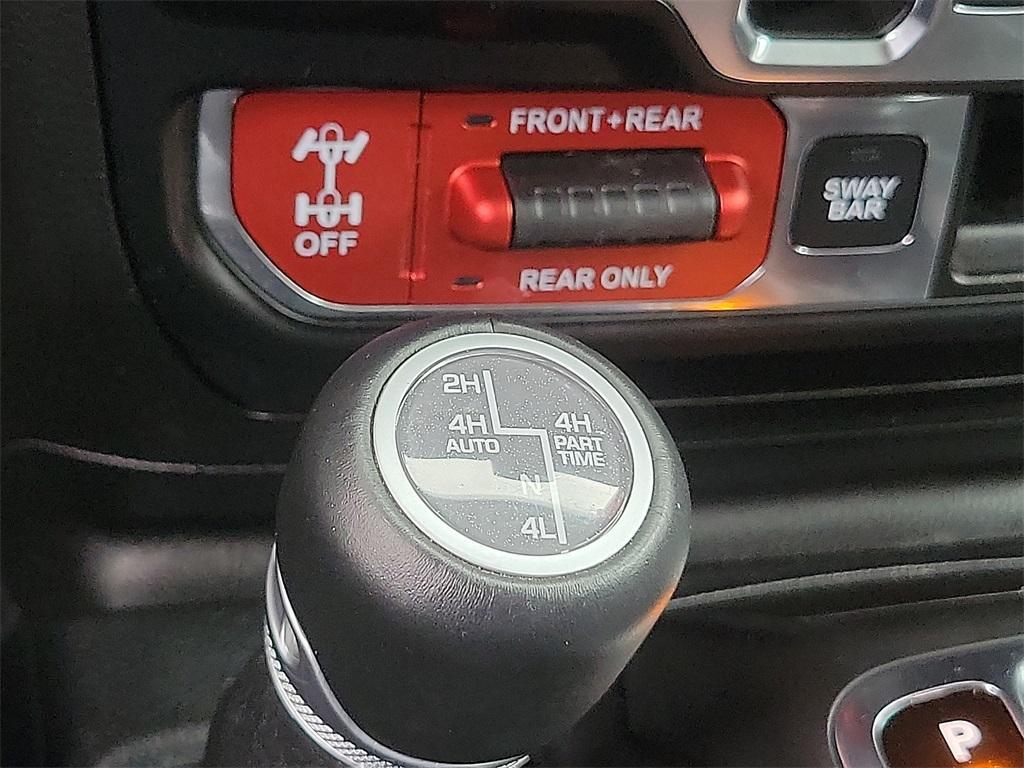 FRONT+REAR
OFF
REAR ONLY
SWAY
BAR
2H
4H
AUTO
4H
PART
TIME
N
4L
P